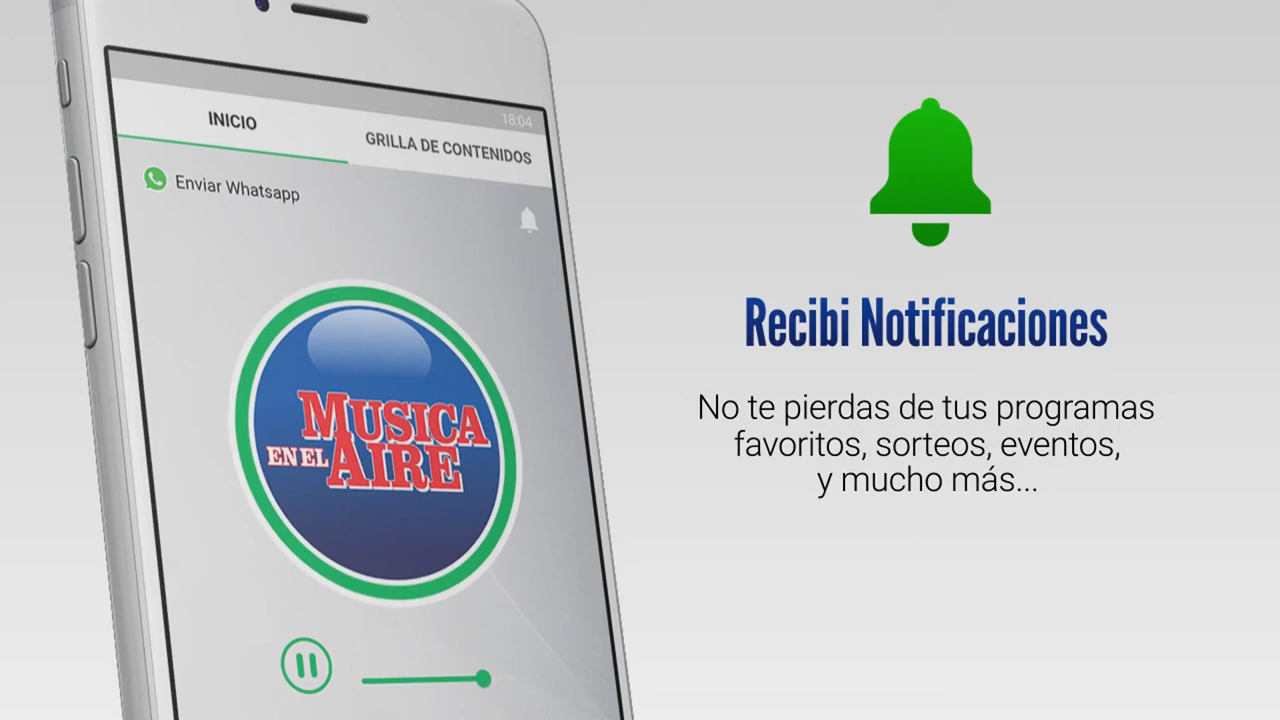 18:04
INICIO
GRILLA DE CONTENIDOS
Enviar Whatsapp
MUSICA
EN EL AIRE
Recibi Notificaciones
No te pierdas de tus programas
favoritos, sorteos, eventos,
y mucho más...